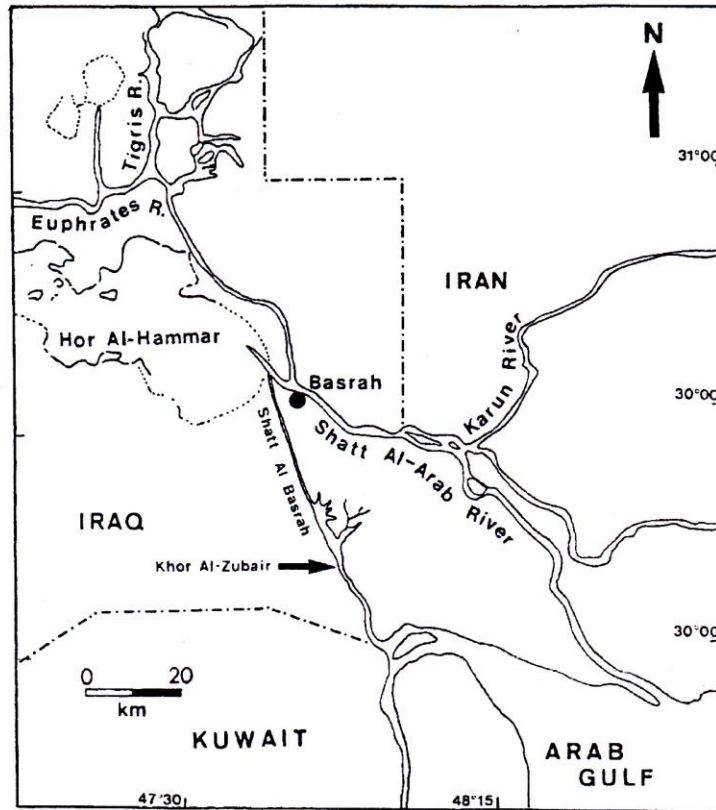 N
Tigris R.
31°00
Euphrates R.
IRAN
Hor Al-Hammar
Karun River
Basrah
30°00
Shatt Al-Arab River
Shatt Al Basrah
IRAQ
Khor Al-Zubair
30°00
0 20
km
KUWAIT
ARAB
GULF
47°30
48°15